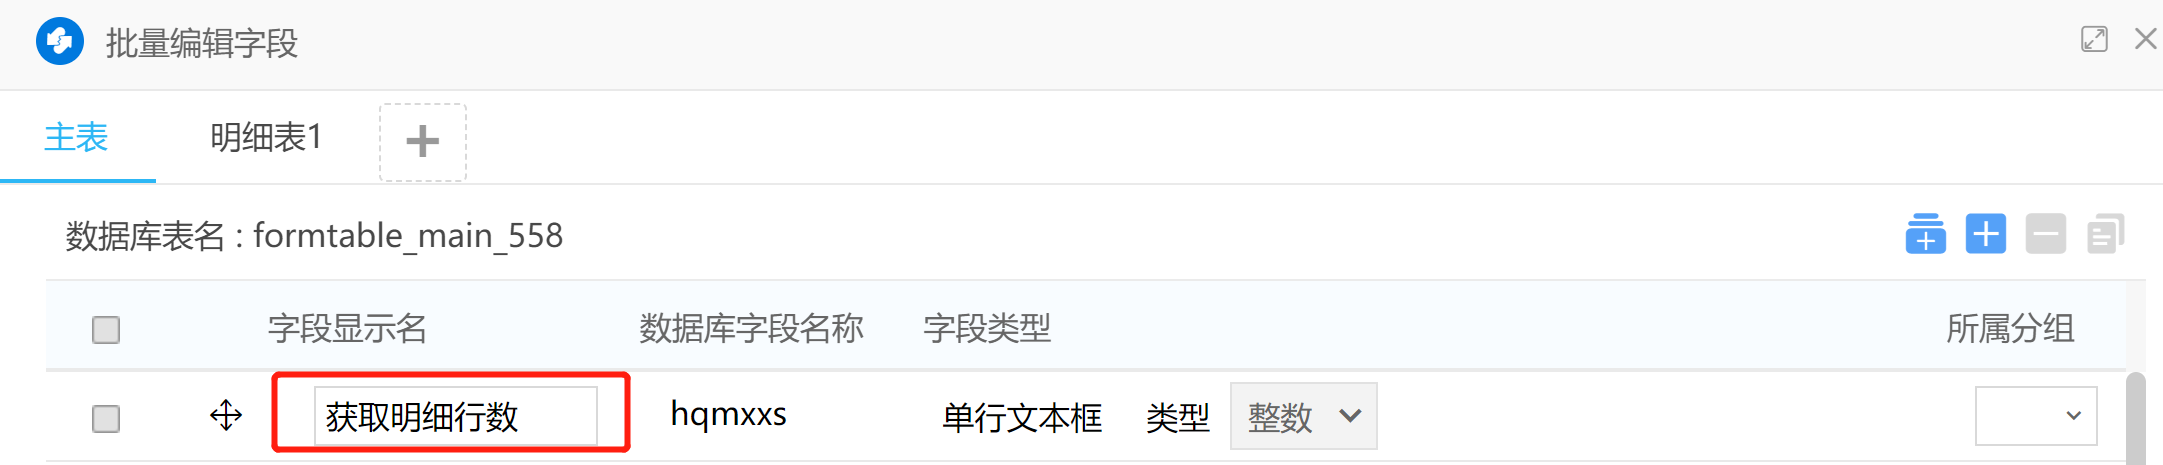 批量编辑字段
主表 明细表1
数据库表名 : formtable_main_558
字段显示名 数据库字段名称 字段类型 所属分组
获取明细行数 hqmxxs 单行文本框 类型 整数